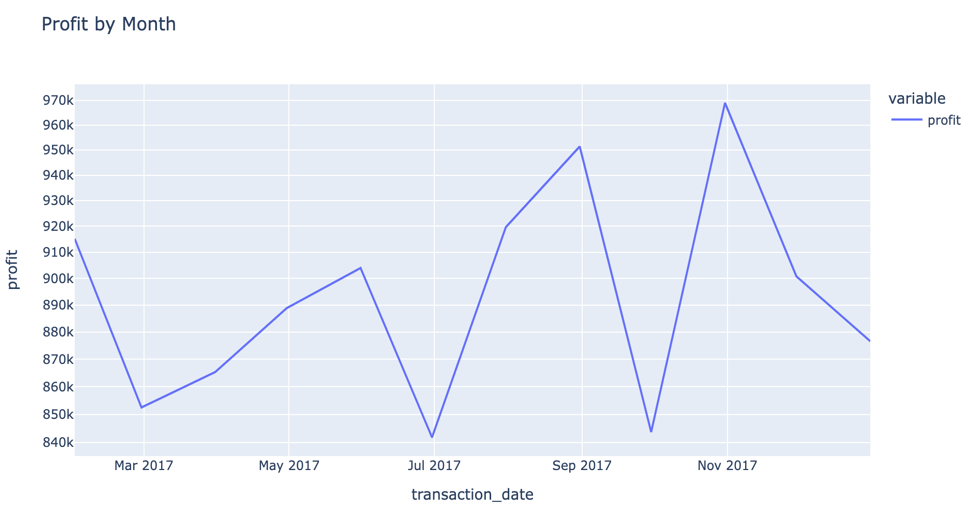 Profit by Month
970k
960k
950k
940k
930k
920k
910k
900k
890k
880k
870k
860k
850k
840k
profit
Mar 2017
May 2017
Jul 2017
Sep 2017
Nov 2017
transaction_date
variable
profit